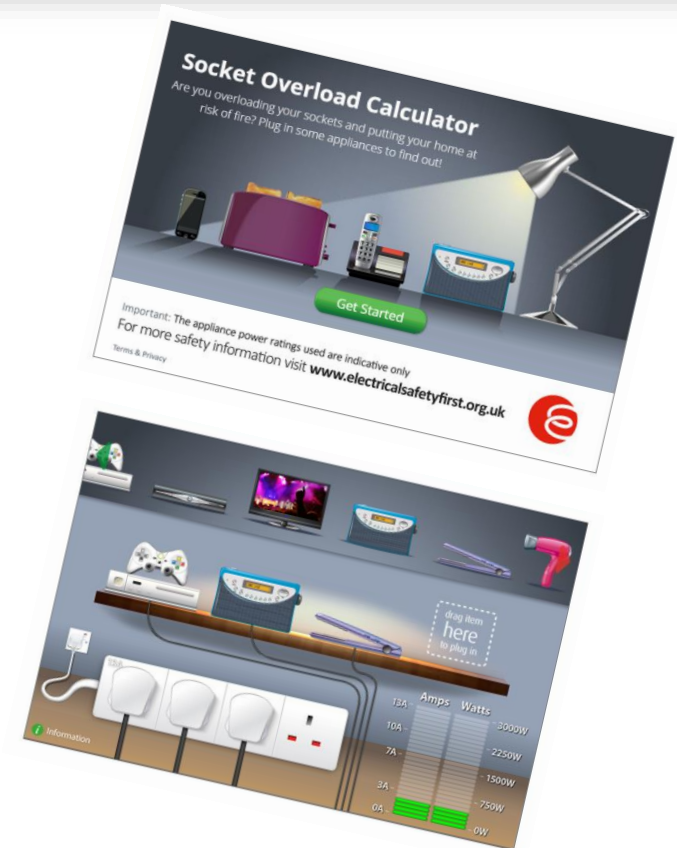 Socket Overload Calculator
Are you overloading your sockets and putting your home at
risk of fire? Plug in some appliances to find out!
Get Started
Important: The appliance power ratings used are indicative only
For more safety information visit www.electricalsafetyfirst.org.uk
Terms & Privacy
drag item
here
to plug in
13A
Amps Watts
13A
3000W
10A
2250W
7A
1500W
3A
750W
0A
0W
Information